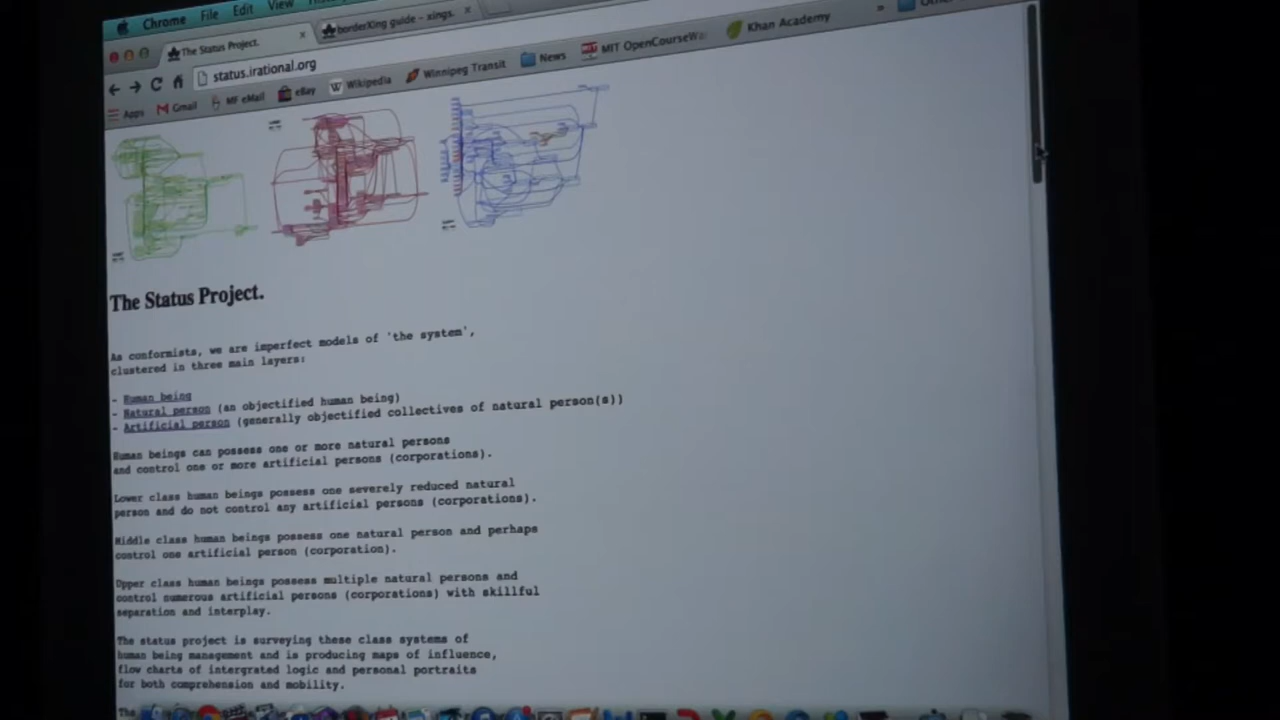 Chrome File Edit View
The Status Project.
borderXing guide – xings.
status.irational.org
Apps Gmail MF eMail eBay Wikipedia Winnipeg Transit News MIT OpenCourseWa Khan Academy »
The Status Project.
As conformists, we are imperfect models of 'the system',
clustered in three main layers:
- Human being
- Natural person (an objectified human being)
- Artificial person (generally objectified collectives of natural person(s))
Human beings can possess one or more natural persons
and control one or more artificial persons (corporations).
Lower class human beings possess one severely reduced natural
person and do not control any artificial persons (corporations).
Middle class human beings possess one natural person and perhaps
control one artificial person (corporation).
Upper class human beings possess multiple natural persons and
control numerous artificial persons (corporations) with skillful
separation and interplay.
The status project is surveying these class systems of
human being management and is producing maps of influence,
flow charts of intergrated logic and personal portraits
for both comprehension and mobility.
The